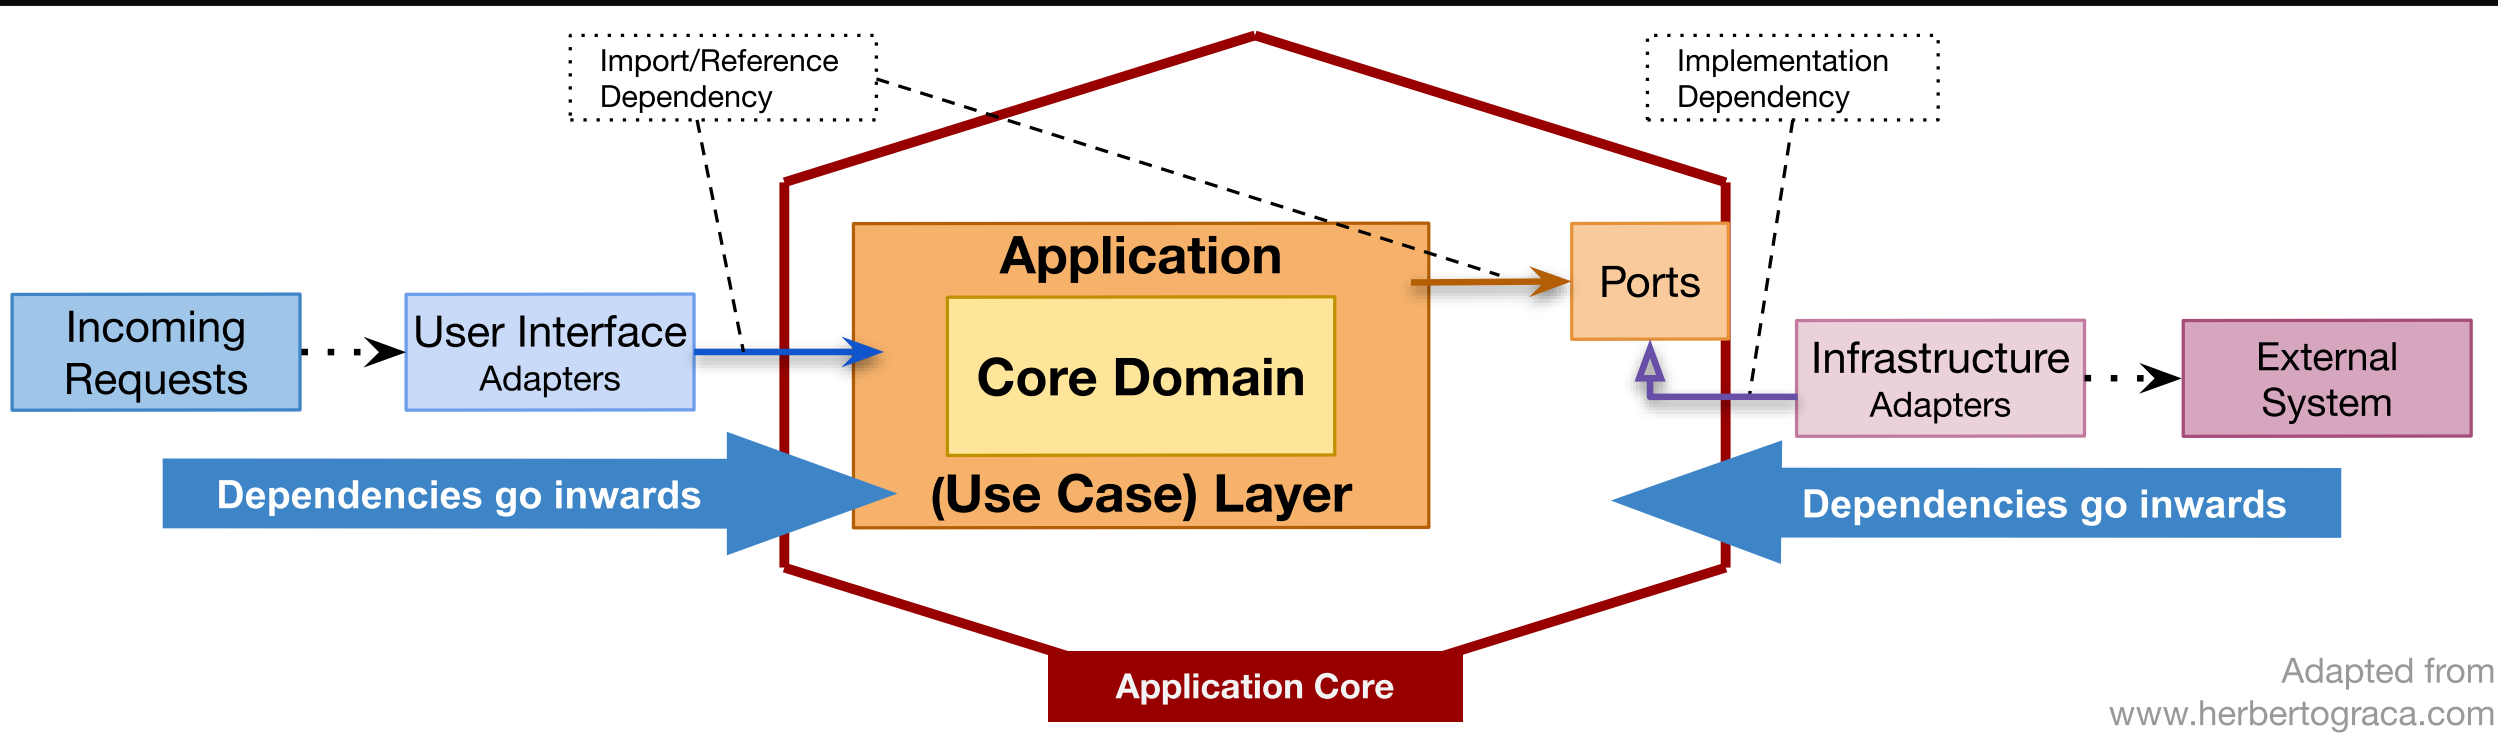 Import/Reference
Dependency
Implementation
Dependency
Application
Ports
Incoming
Requests
User Interface
Adapters
Core Domain
Infrastructure
Adapters
External
System
Dependencies go inwards
(Use Case) Layer
Dependencies go inwards
Application Core
Adapted from
www.herbertograca.com